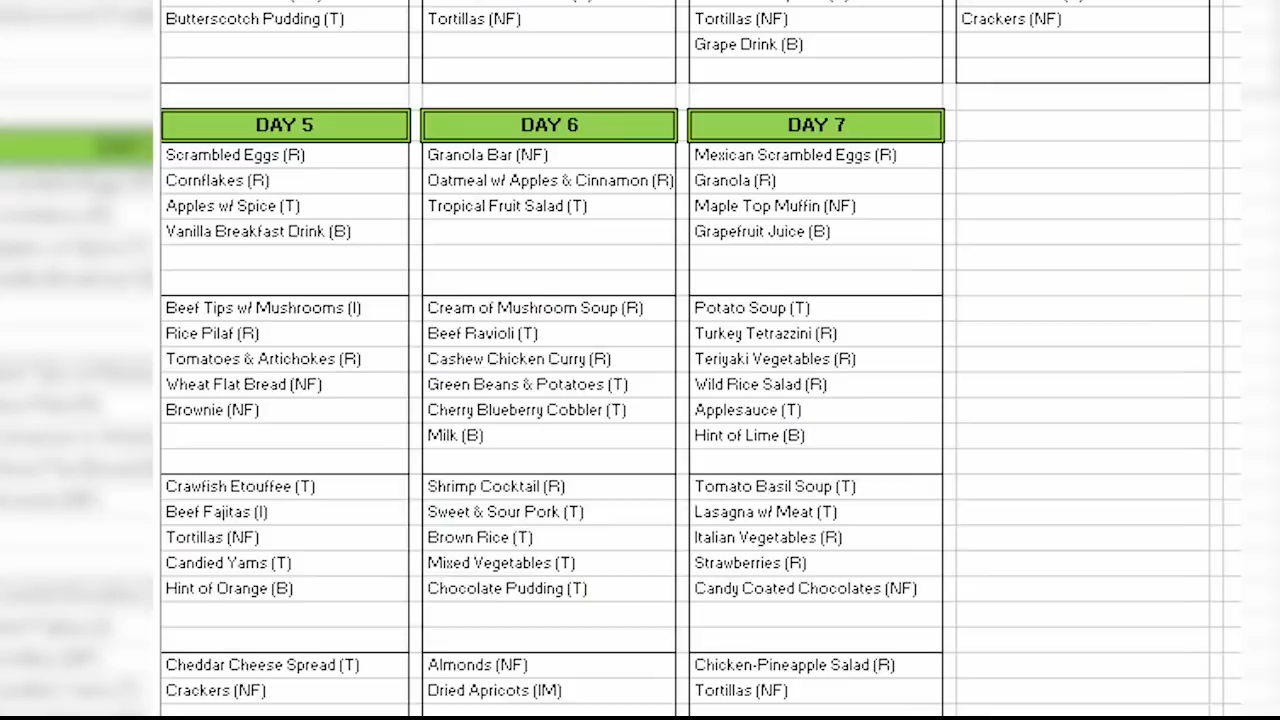 Butterscotch Pudding (T)
Tortillas (NF)
Tortillas (NF)
Grape Drink (B)
Crackers (NF)
DAY 5
Scrambled Eggs (R)
Cornflakes (R)
Apples w/ Spice (T)
Vanilla Breakfast Drink (B)
Beef Tips w/ Mushrooms (I)
Rice Pilaf (R)
Tomatoes & Artichokes (R)
Wheat Flat Bread (NF)
Brownie (NF)
Crawfish Etouffee (T)
Beef Fajitas (I)
Tortillas (NF)
Candied Yams (T)
Hint of Orange (B)
Cheddar Cheese Spread (T)
Crackers (NF)
DAY 6
Granola Bar (NF)
Oatmeal w/ Apples & Cinnamon (R)
Tropical Fruit Salad (T)
Cream of Mushroom Soup (R)
Beef Ravioli (T)
Cashew Chicken Curry (R)
Green Beans & Potatoes (T)
Cherry Blueberry Cobbler (T)
Milk (B)
Shrimp Cocktail (R)
Sweet & Sour Pork (T)
Brown Rice (T)
Mixed Vegetables (T)
Chocolate Pudding (T)
Almonds (NF)
Dried Apricots (IM)
DAY 7
Mexican Scrambled Eggs (R)
Granola (R)
Maple Top Muffin (NF)
Grapefruit Juice (B)
Potato Soup (T)
Turkey Tetrazzini (R)
Teriyaki Vegetables (R)
Wild Rice Salad (R)
Applesauce (T)
Hint of Lime (B)
Tomato Basil Soup (T)
Lasagna w/ Meat (T)
Italian Vegetables (R)
Strawberries (R)
Candy Coated Chocolates (NF)
Chicken-Pineapple Salad (R)
Tortillas (NF)